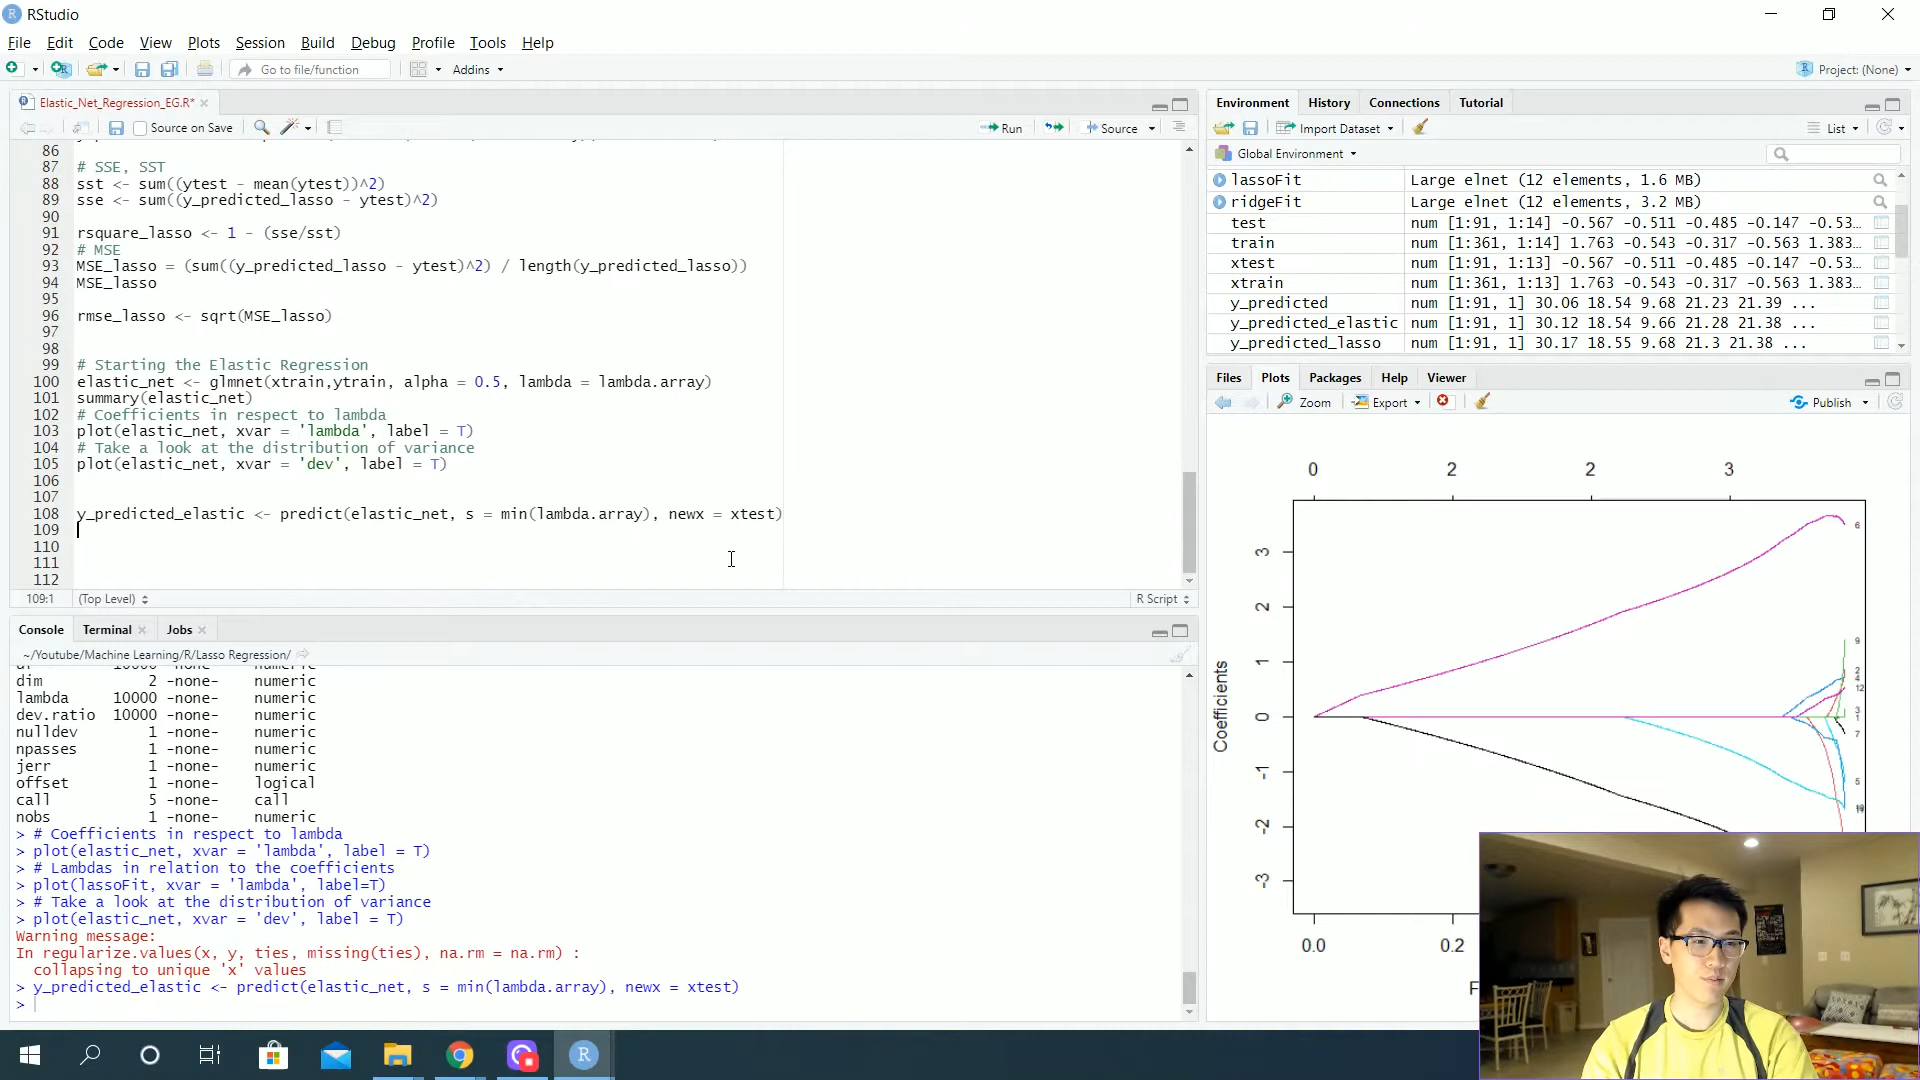 RStudio
File Edit Code View Plots Session Build Debug Profile Tools Help
Go to file/function Addins Project: (None)
Elastic_Net_Regression_EG.R*
Source on Save Run Source
86
87 # SSE, SST
88 sst <- sum((ytest - mean(ytest))^2)
89 sse <- sum((y_predicted_lasso - ytest)^2)
90
91 rsquare_lasso <- 1 - (sse/sst)
92 # MSE
93 MSE_lasso = (sum((y_predicted_lasso - ytest)^2) / length(y_predicted_lasso))
94 MSE_lasso
95
96 rmse_lasso <- sqrt(MSE_lasso)
97
98
99 # Starting the Elastic Regression
100 elastic_net <- glmnet(xtrain,ytrain, alpha = 0.5, lambda = lambda.array)
101 summary(elastic_net)
102 # Coefficients in respect to lambda
103 plot(elastic_net, xvar = 'lambda', label = T)
104 # Take a look at the distribution of variance
105 plot(elastic_net, xvar = 'dev', label = T)
106
107
108 y_predicted_elastic <- predict(elastic_net, s = min(lambda.array), newx = xtest)
109
110
111
112
109:1 (Top Level) R Script
Console Terminal Jobs
~/Youtube/Machine Learning/R/Lasso Regression/
dim 2 -none- numeric
lambda 10000 -none- numeric
dev.ratio 10000 -none- numeric
nulldev 1 -none- numeric
npasses 1 -none- numeric
jerr 1 -none- numeric
offset 1 -none- logical
call 5 -none- call
nobs 1 -none- numeric
> # Coefficients in respect to lambda
> plot(elastic_net, xvar = 'lambda', label = T)
> # Lambdas in relation to the coefficients
> plot(lassoFit, xvar = 'lambda', label=T)
> # Take a look at the distribution of variance
> plot(elastic_net, xvar = 'dev', label = T)
Warning message:
In regularize.values(x, y, ties, missing(ties), na.rm = na.rm) :
collapsing to unique 'x' values
> y_predicted_elastic <- predict(elastic_net, s = min(lambda.array), newx = xtest)
>
Environment History Connections Tutorial
Import Dataset List
Global Environment
lassoFit Large elnet (12 elements, 1.6 MB)
ridgeFit Large elnet (12 elements, 3.2 MB)
test num [1:91, 1:14] -0.567 -0.511 -0.485 -0.147 -0.53…
train num [1:361, 1:14] 1.763 -0.543 -0.317 -0.563 1.383…
xtest num [1:91, 1:13] -0.567 -0.511 -0.485 -0.147 -0.53…
xtrain num [1:361, 1:13] 1.763 -0.543 -0.317 -0.563 1.383…
y_predicted num [1:91, 1] 30.06 18.54 9.68 21.23 21.39 ...
y_predicted_elastic num [1:91, 1] 30.12 18.54 9.66 21.28 21.38 ...
y_predicted_lasso num [1:91, 1] 30.17 18.55 9.68 21.3 21.38 ...
Files Plots Packages Help Viewer
Zoom Export Publish
0 2 2 3
3
2
1
0
-1
-2
-3
Coefficients
6
9
2
4
12
3
1
7
5
0.0 0.2
F